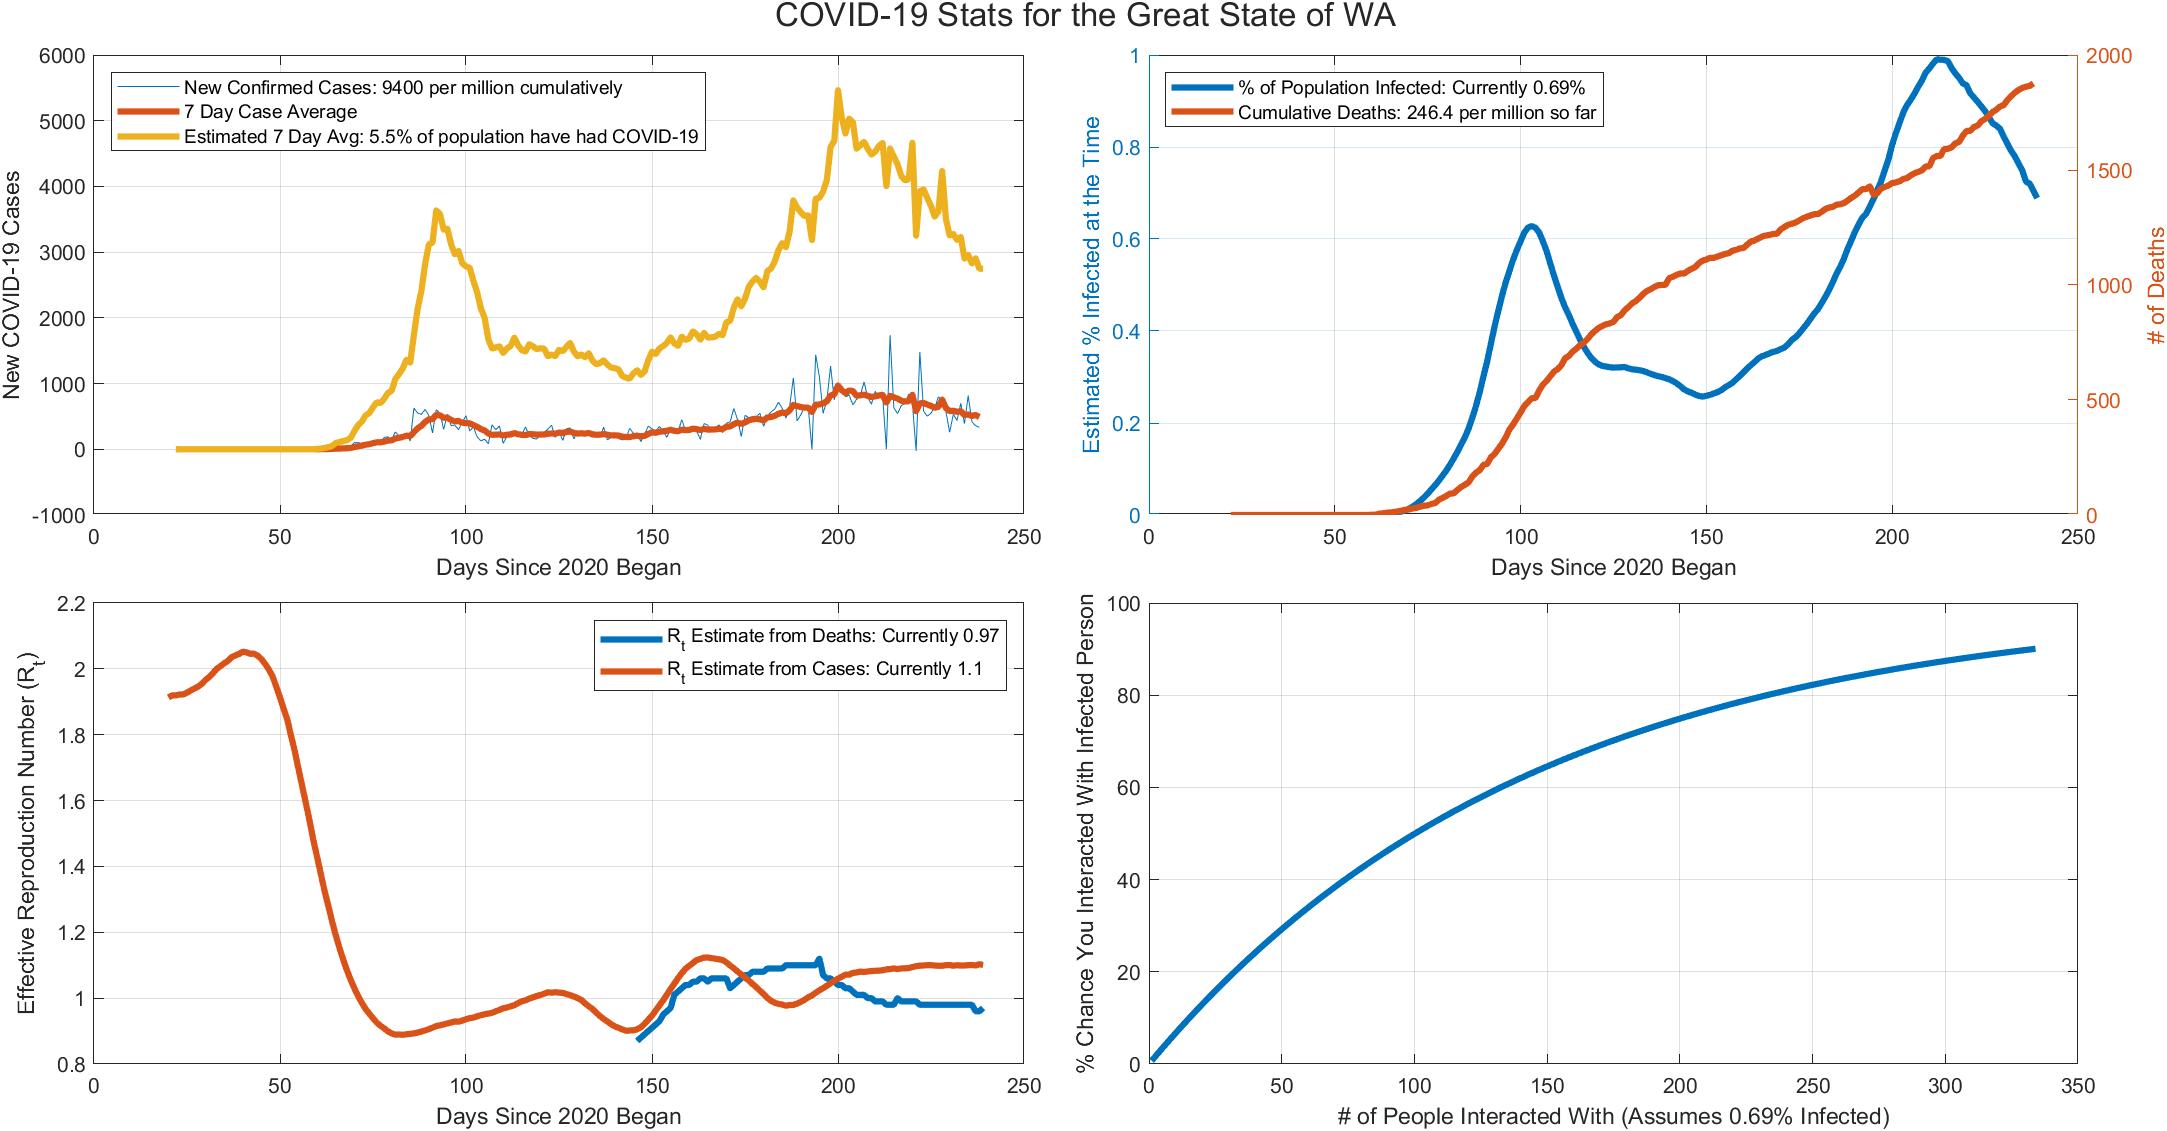 COVID-19 Stats for the Great State of WA
New COVID-19 Cases
6000
5000
4000
3000
2000
1000
0
-1000
New Confirmed Cases: 9400 per million cumulatively
7 Day Case Average
Estimated 7 Day Avg: 5.5% of population have had COVID-19
0 50 100 150 200 250
Days Since 2020 Began
Estimated % Infected at the Time
1
0.8
0.6
0.4
0.2
0
% of Population Infected: Currently 0.69%
Cumulative Deaths: 246.4 per million so far
2000
1500
1000
500
0
# of Deaths
0 50 100 150 200 250
Days Since 2020 Began
Effective Reproduction Number (Rt)
2.2
2
1.8
1.6
1.4
1.2
1
0.8
Rt Estimate from Deaths: Currently 0.97
Rt Estimate from Cases: Currently 1.1
0 50 100 150 200 250
Days Since 2020 Began
% Chance You Interacted With Infected Person
100
80
60
40
20
0
0 50 100 150 200 250 300 350
# of People Interacted With (Assumes 0.69% Infected)